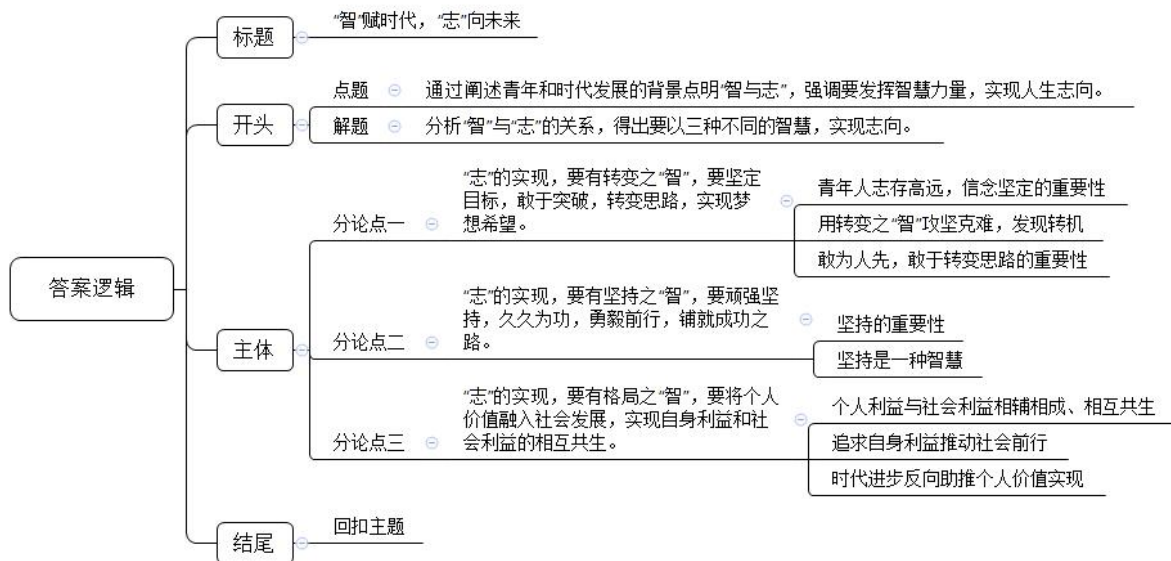 答案逻辑
标题
“智”赋时代，“志”向未来
开头
点题
通过阐述青年和时代发展的背景点明“智与志”，强调要发挥智慧力量，实现人生志向。
解题
分析“智”与“志”的关系，得出要以三种不同的智慧，实现志向。
主体
分论点一
“志”的实现，要有转变之“智”，要坚定
目标，敢于突破，转变思路，实现梦
想希望。
青年人志存高远，信念坚定的重要性
用转变之“智”攻坚克难，发现转机
敢为人先，敢于转变思路的重要性
分论点二
“志”的实现，要有坚持之“智”，要顽强坚
持，久久为功，勇毅前行，铺就成功之
路。
坚持的重要性
坚持是一种智慧
分论点三
“志”的实现，要有格局之“智”，要将个人
价值融入社会发展，实现自身利益和社
会利益的相互共生。
个人利益与社会利益相辅相成、相互共生
追求自身利益推动社会前行
时代进步反向助推个人价值实现
结尾
回扣主题